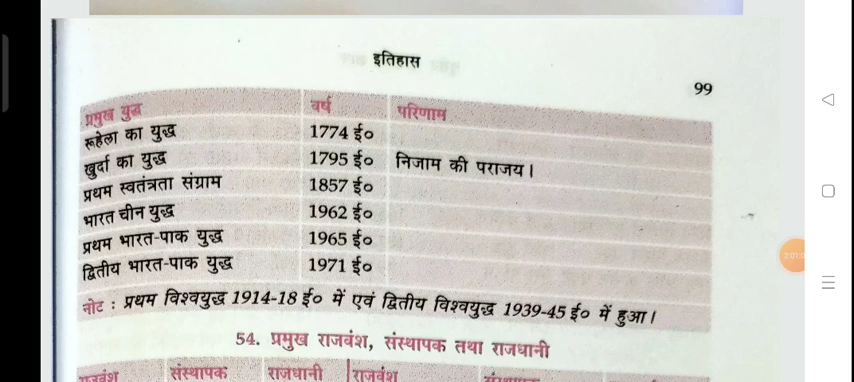 इतिहास
99
प्रमुख युद्ध वर्ष परिणाम
रूहेला का युद्ध 1774 ई०
खुर्दा का युद्ध 1795 ई० निजाम की पराजय।
प्रथम स्वतंत्रता संग्राम 1857 ई०
भारत चीन युद्ध 1962 ई०
प्रथम भारत-पाक युद्ध 1965 ई०
द्वितीय भारत-पाक युद्ध 1971 ई०
नोट : प्रथम विश्वयुद्ध 1914-18 ई० में एवं द्वितीय विश्वयुद्ध 1939-45 ई० में हुआ।
54. प्रमुख राजवंश, संस्थापक तथा राजधानी
राजवंश संस्थापक राजधानी राजवंश